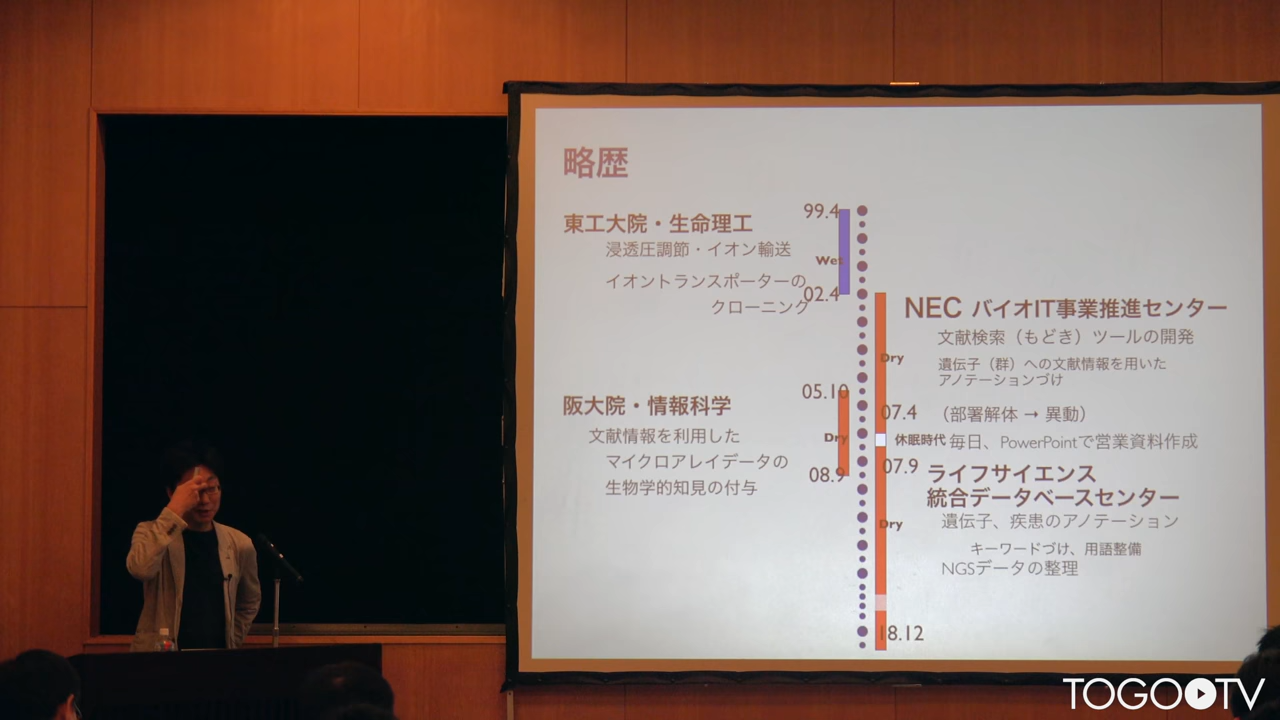 略歴
99.4
東工大院・生命理工
浸透圧調節・イオン輸送
Wet
イオントランスポーターの
クローニング
02.4
NEC バイオIT事業推進センター
文献検索（もどき）ツールの開発
Dry
遺伝子（群）への文献情報を用いた
アノテーションづけ
05.10
阪大院・情報科学
07.4 （部署解体 → 異動）
文献情報を利用した
Dry
休眠時代 毎日、PowerPointで営業資料作成
マイクロアレイデータの
08.9
生物学的知見の付与
07.9 ライフサイエンス
統合データベースセンター
Dry
遺伝子、疾患のアノテーション
キーワードづけ、用語整備
NGSデータの整理
18.12
TOGO TV